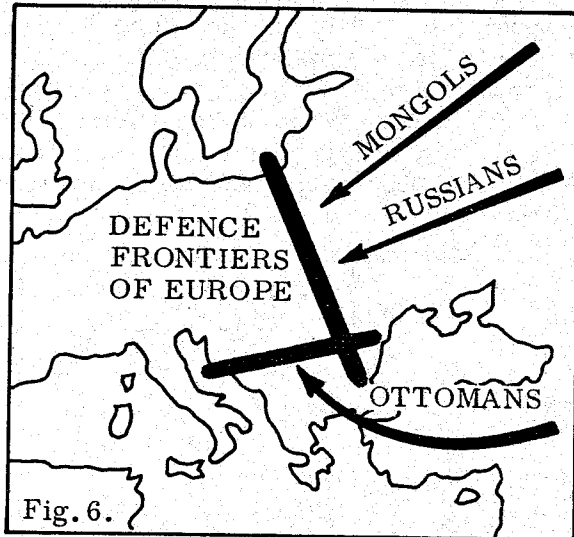 MONGOLS
RUSSIANS
DEFENCE
FRONTIERS
OF EUROPE
OTTOMANS
Fig. 6.